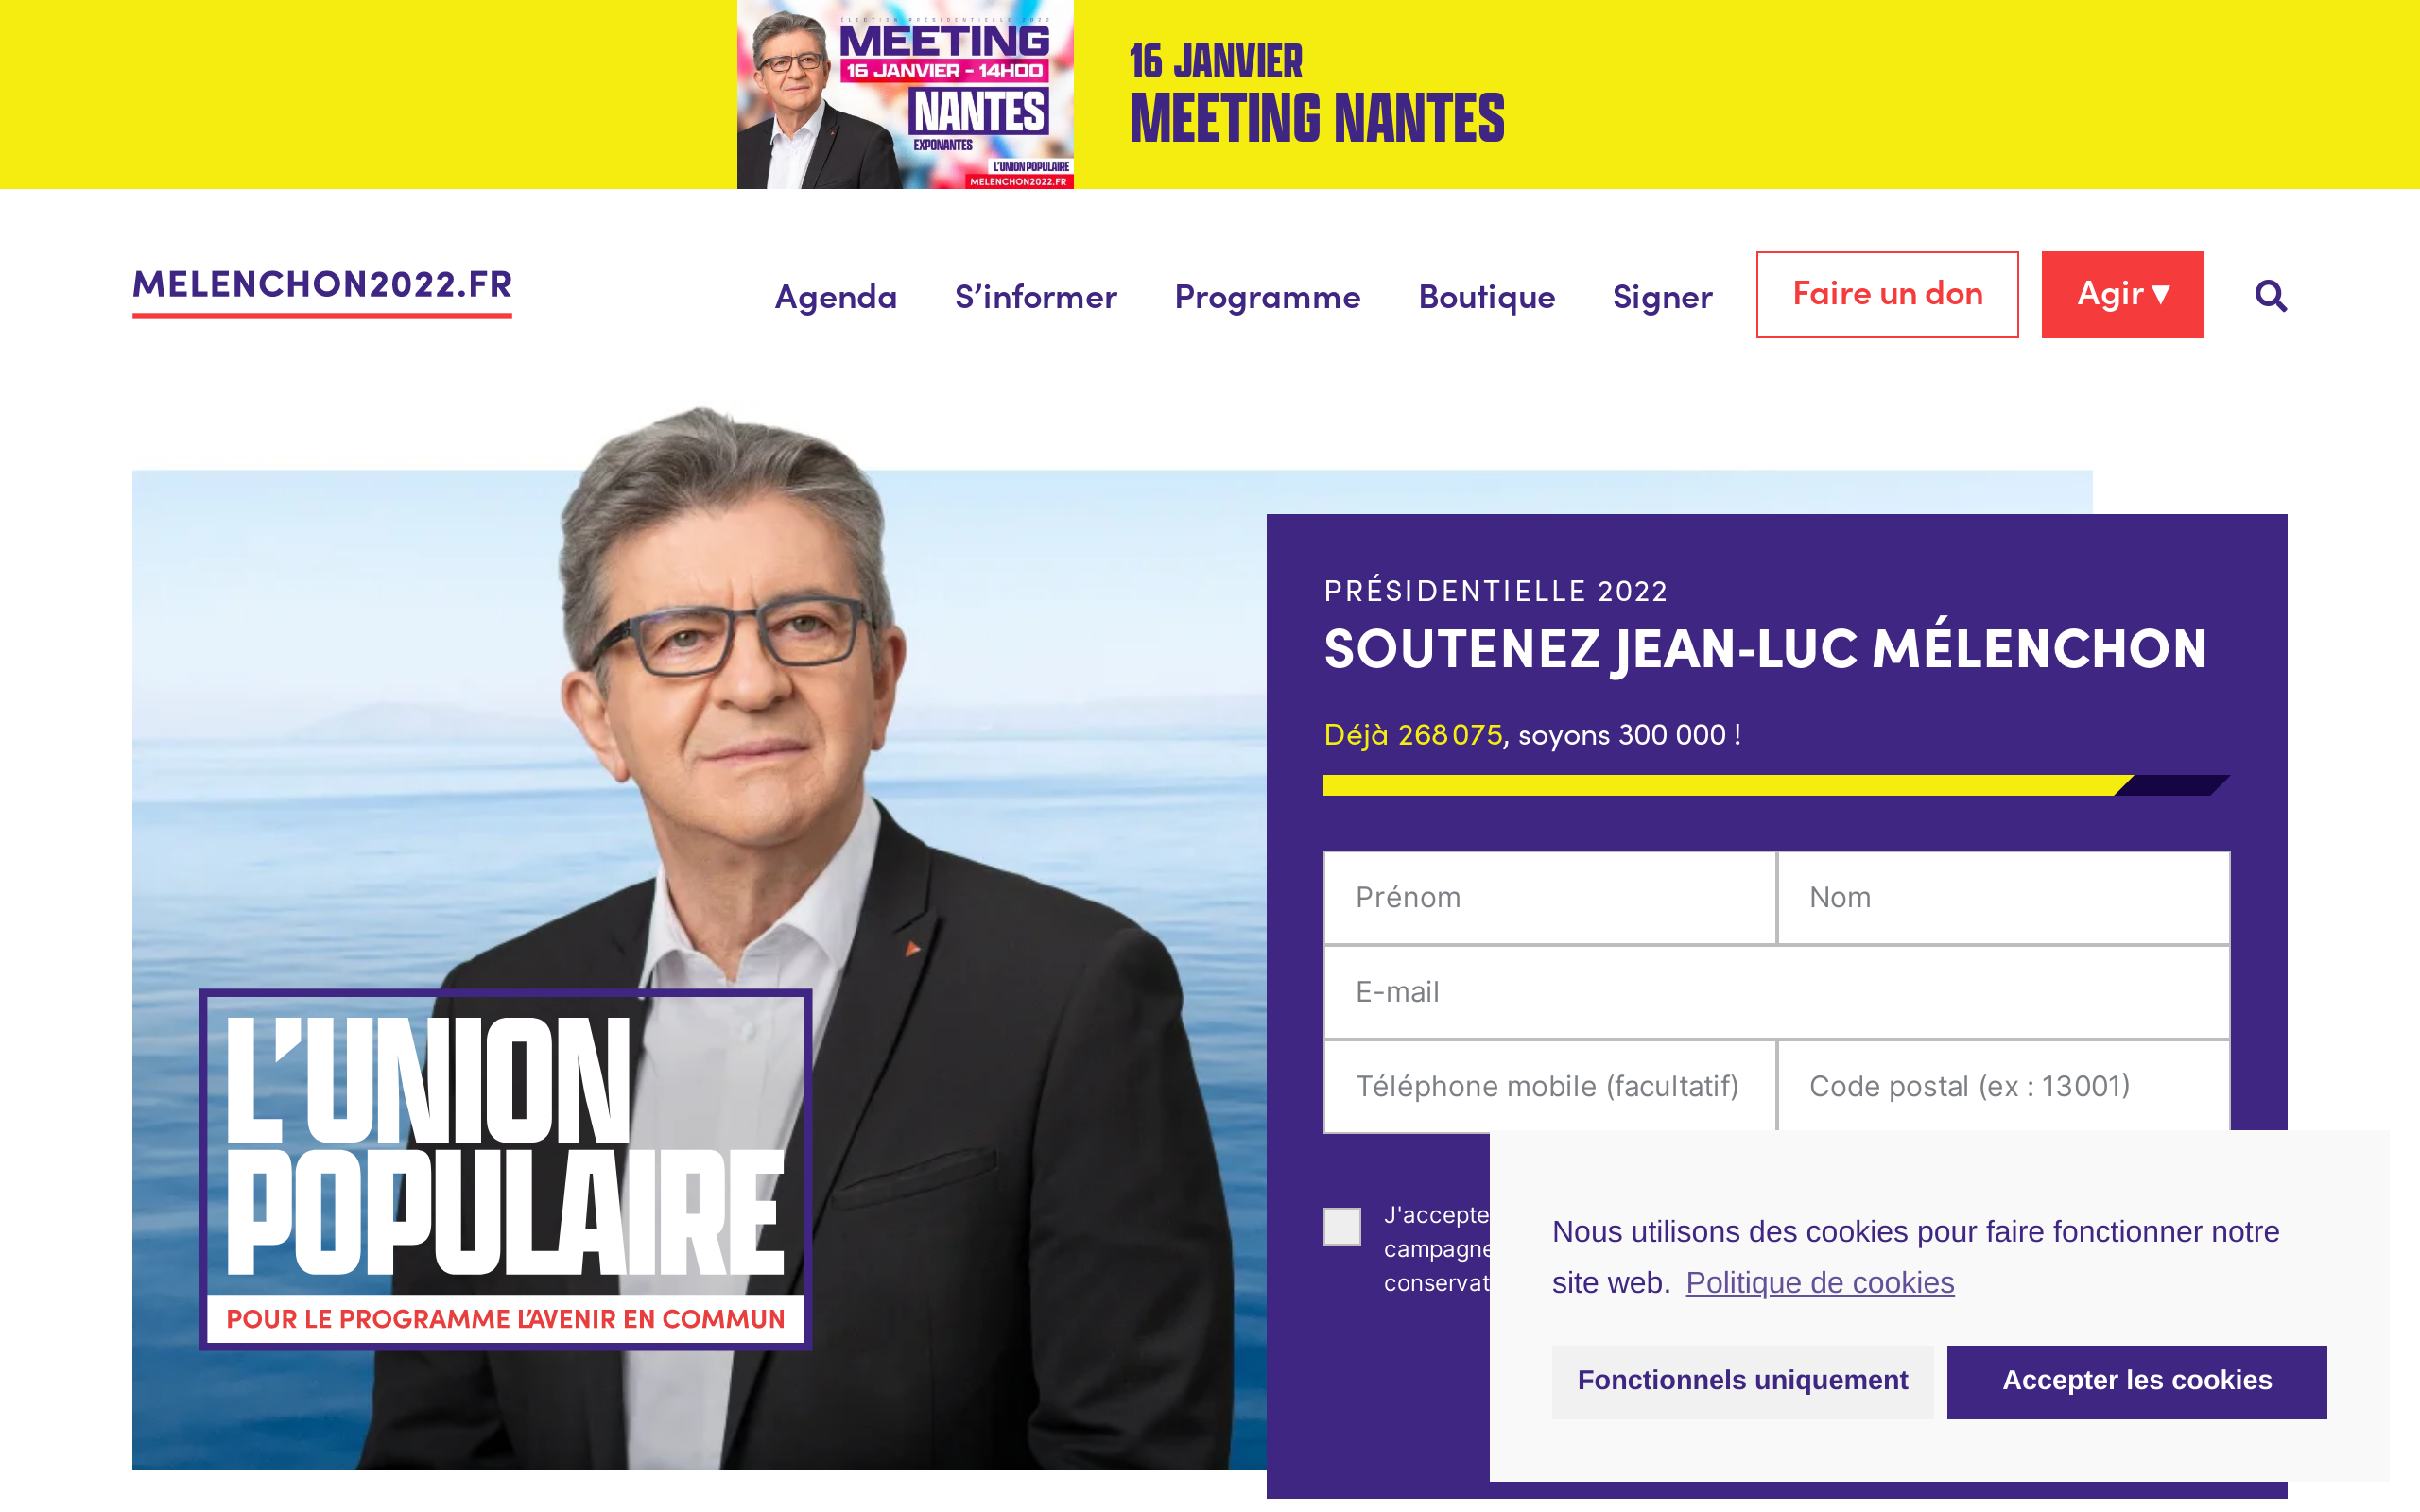 ÉLECTION PRÉSIDENTIELLE 2022
MEETING
16 JANVIER - 14H00
NANTES
EXPONANTES
L'UNION POPULAIRE
MELENCHON2022.FR
16 JANVIER
MEETING NANTES
MELENCHON2022.FR
Agenda
S’informer
Programme
Boutique
Signer
Faire un don
Agir ▾
PRÉSIDENTIELLE 2022
SOUTENEZ JEAN-LUC MÉLENCHON
Déjà 268 075, soyons 300 000 !
Prénom
Nom
E-mail
Téléphone mobile (facultatif)
Code postal (ex : 13001)
J'accepte
campagne
conservat
L'UNION
POPULAIRE
POUR LE PROGRAMME L'AVENIR EN COMMUN
Nous utilisons des cookies pour faire fonctionner notre
site web. Politique de cookies
Fonctionnels uniquement
Accepter les cookies